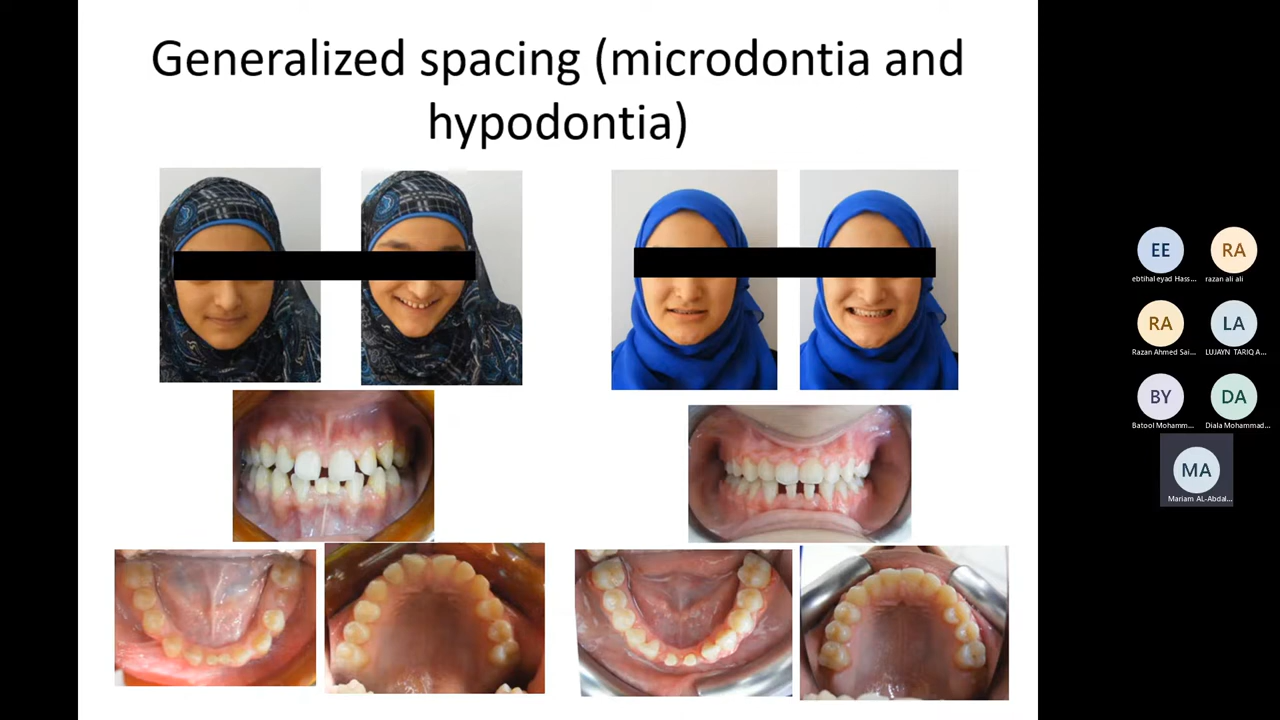 Generalized spacing (microdontia and
hypodontia)
EE
RA
ebtihal eyad Hass...
razan ali ali
RA
LA
Razan Ahmed Sai...
LUJAYN TARIQ A...
BY
DA
Batool Mohamm...
Diala Mohammad...
MA
Mariam AL-Abdal...